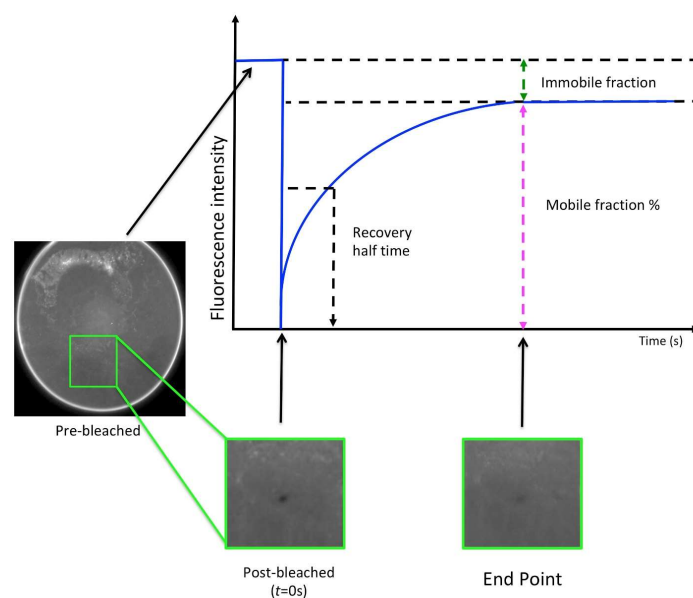 Fluorescence intensity
Immobile fraction
Mobile fraction %
Recovery
half time
Time (s)
Pre-bleached
Post-bleached
(t=0s)
End Point